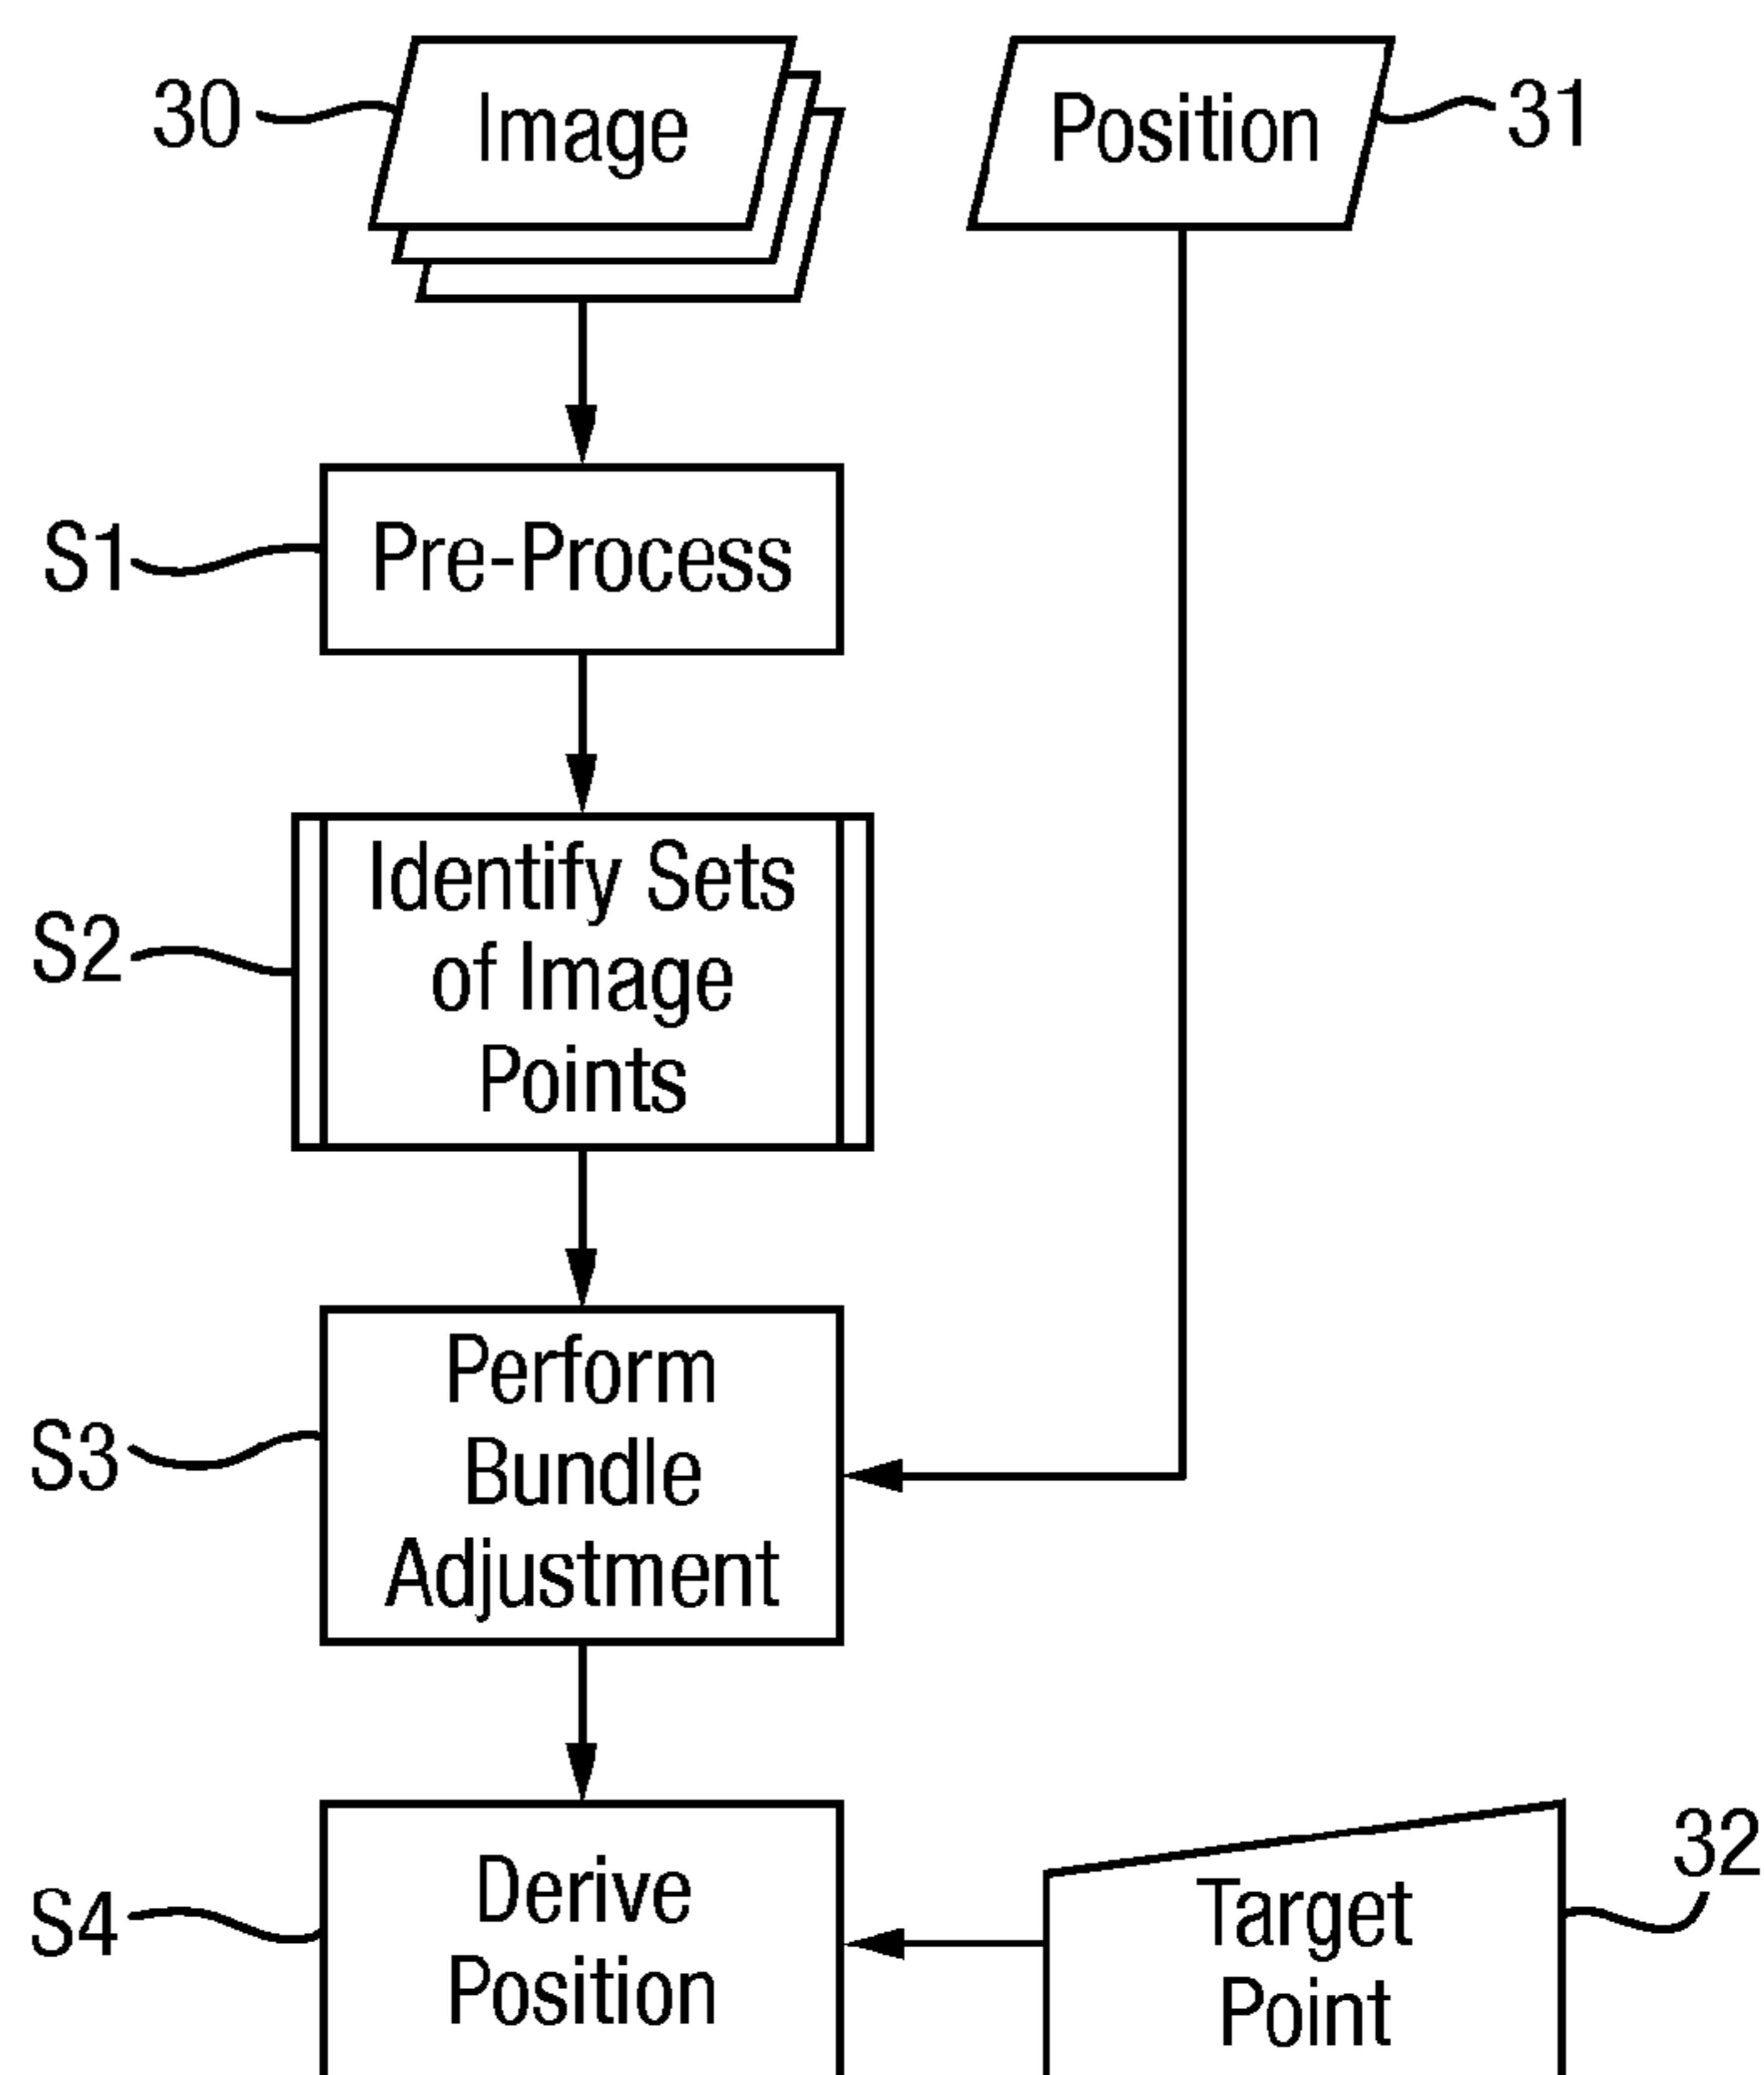 30
Image
Position
31
S1
Pre-Process
S2
Identify Sets
of Image
Points
S3
Perform
Bundle
Adjustment
S4
Derive
Position
Target
Point
32